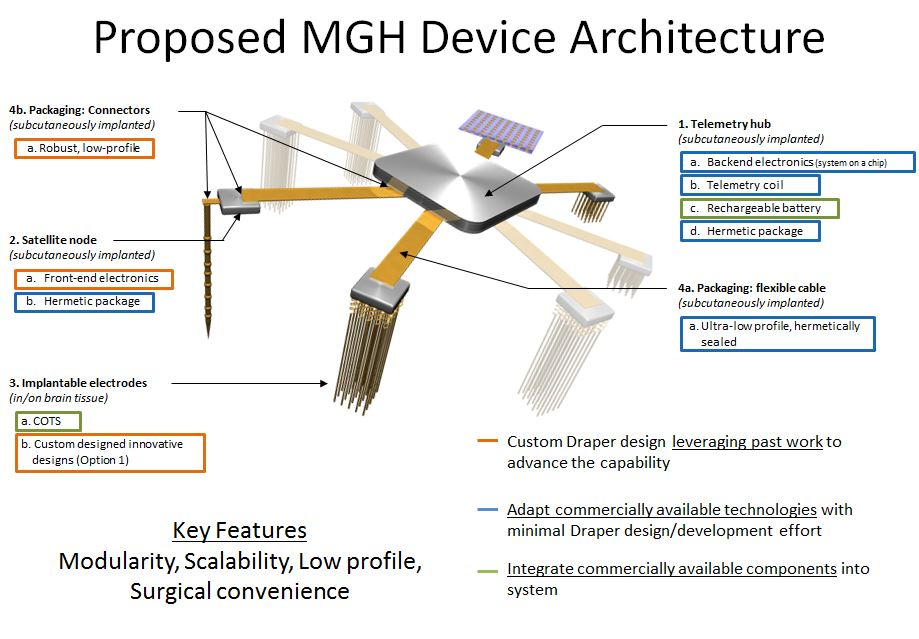 Proposed MGH Device Architecture
4b. Packaging: Connectors
(subcutaneously implanted)
a. Robust, low-profile
2. Satellite node
(subcutaneously implanted)
a. Front-end electronics
b. Hermetic package
3. Implantable electrodes
(in/on brain tissue)
a. COTS
b. Custom designed innovative
designs (Option 1)
1. Telemetry hub
(subcutaneously implanted)
a. Backend electronics (system on a chip)
b. Telemetry coil
c. Rechargeable battery
d. Hermetic package
4a. Packaging: flexible cable
(subcutaneously implanted)
a. Ultra-low profile, hermetically
sealed
Key Features
Modularity, Scalability, Low profile,
Surgical convenience
Custom Draper design leveraging past work to
advance the capability
Adapt commercially available technologies with
minimal Draper design/development effort
Integrate commercially available components into
system